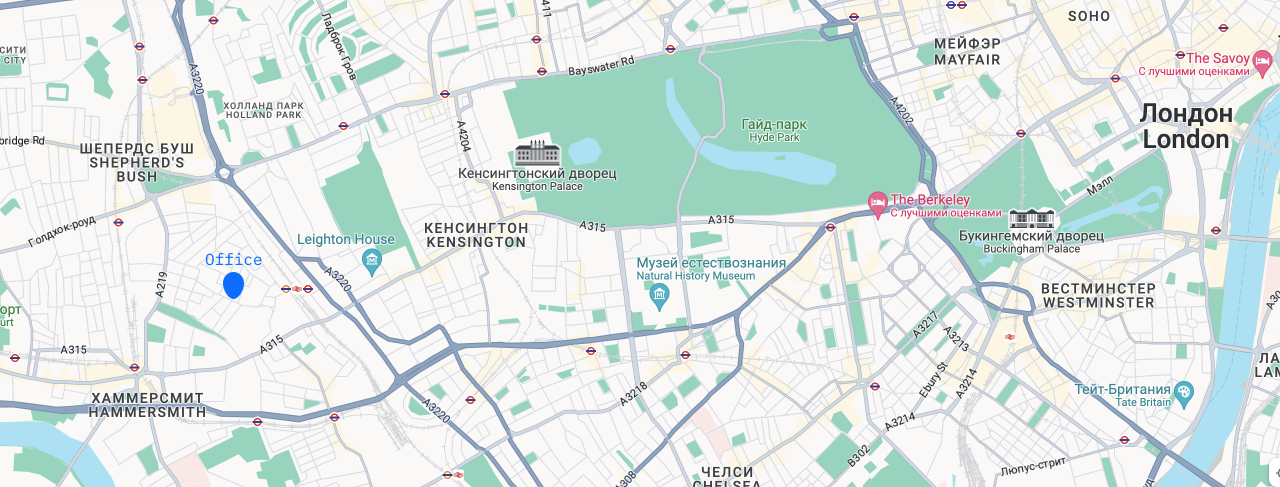 SOHO
A411
Ладброк Гров
МЕЙФЭР
MAYFAIR
СИТИ
CITY
The Savoy
С лучшими оценками
Bayswater Rd
A3220
ХОЛЛАНД ПАРК
HOLLAND PARK
A4202
Лондон
London
Гайд-парк
Hyde Park
A4204
bridge Rd
ШЕПЕРДС БУШ
SHEPHERD'S
BUSH
Кенсингтонский дворец
Kensington Palace
Мэлл
The Berkeley
С лучшими оценками
Голдхок-роуд
КЕНСИНГТОН
KENSINGTON
A315
A315
Букингемский дворец
Buckingham Palace
Leighton House
Office
Музей естествознания
Natural History Museum
A3220
A219
ВЕСТМИНСТЕР
WESTMINSTER
орт
urt
A3217
A3213
A315
A315
Ebury St
A3214
A3218
ХАММЕРСМИТ
HAMMERSMITH
A3220
A3214
Тейт-Британия
Tate Britain
ЛА
LAM
B302
Люпус-стрит
ЧЕЛСИ
CHELSEA
A308